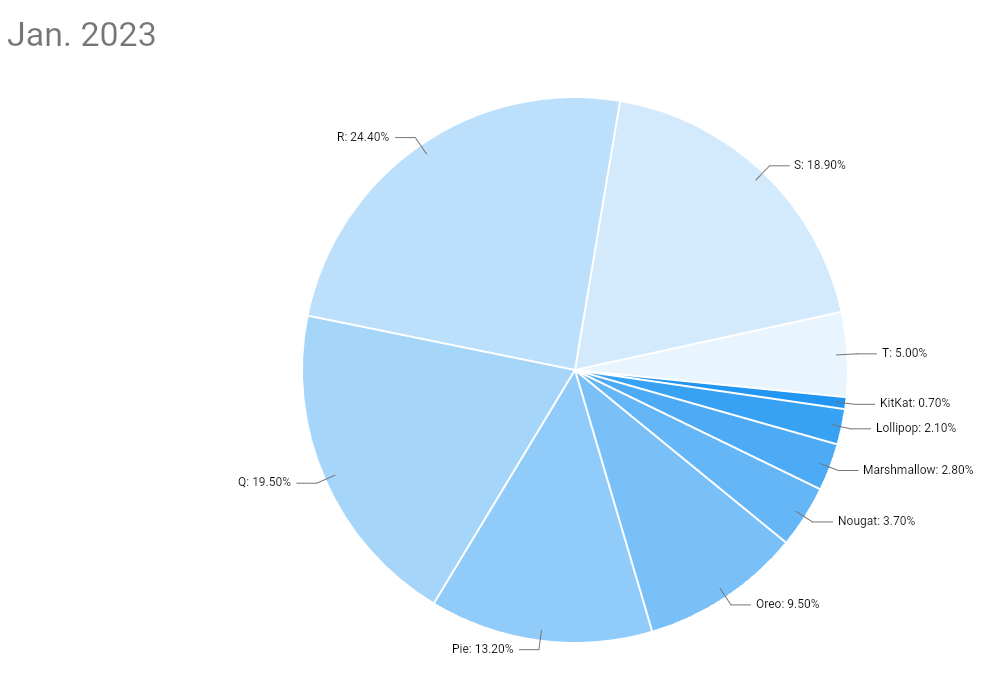 Jan. 2023
R: 24.40%
S: 18.90%
T: 5.00%
KitKat: 0.70%
Lollipop: 2.10%
Marshmallow: 2.80%
Q: 19.50%
Nougat: 3.70%
Oreo: 9.50%
Pie: 13.20%